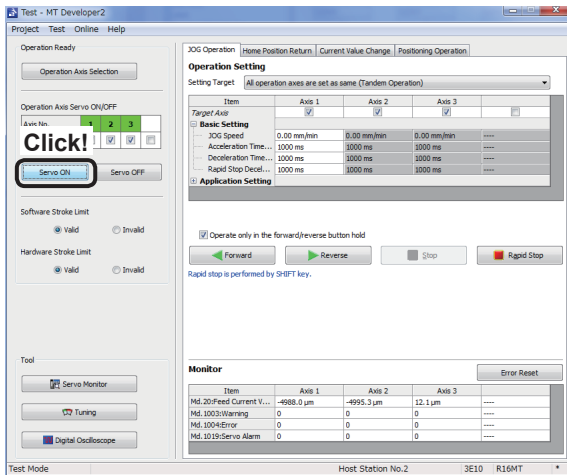 Test - MT Developer2
Project Test Online Help
Operation Ready
Operation Axis Selection
Operation Axis Servo ON/OFF
Axis No. 1 2 3
Click!
Servo ON Servo OFF
Software Stroke Limit
Valid Invalid
Hardware Stroke Limit
Valid Invalid
Tool
Servo Monitor
Tuning
Digital Oscilloscope
JOG Operation Home Position Return Current Value Change Positioning Operation
Operation Setting
Setting Target All operation axes are set as same (Tandem Operation)
Item Axis 1 Axis 2 Axis 3
Target Axis
Basic Setting
JOG Speed 0.00 mm/min 0.00 mm/min 0.00 mm/min ----
Acceleration Time... 1000 ms 1000 ms 1000 ms ----
Deceleration Time... 1000 ms 1000 ms 1000 ms ----
Rapid Stop Decel... 1000 ms 1000 ms 1000 ms ----
Application Setting
Operate only in the forward/reverse button hold
Forward Reverse Stop Rapid Stop
Rapid stop is performed by SHIFT key.
Monitor
Error Reset
Item Axis 1 Axis 2 Axis 3
Md.20:Feed Current V... -4988.0 µm -4995.3 µm 12.1 µm ----
Md.1003:Warning 0 0 0 ----
Md.1004:Error 0 0 0 ----
Md.1019:Servo Alarm 0 0 0 ----
Test Mode Host Station No.2 3E10 R16MT *